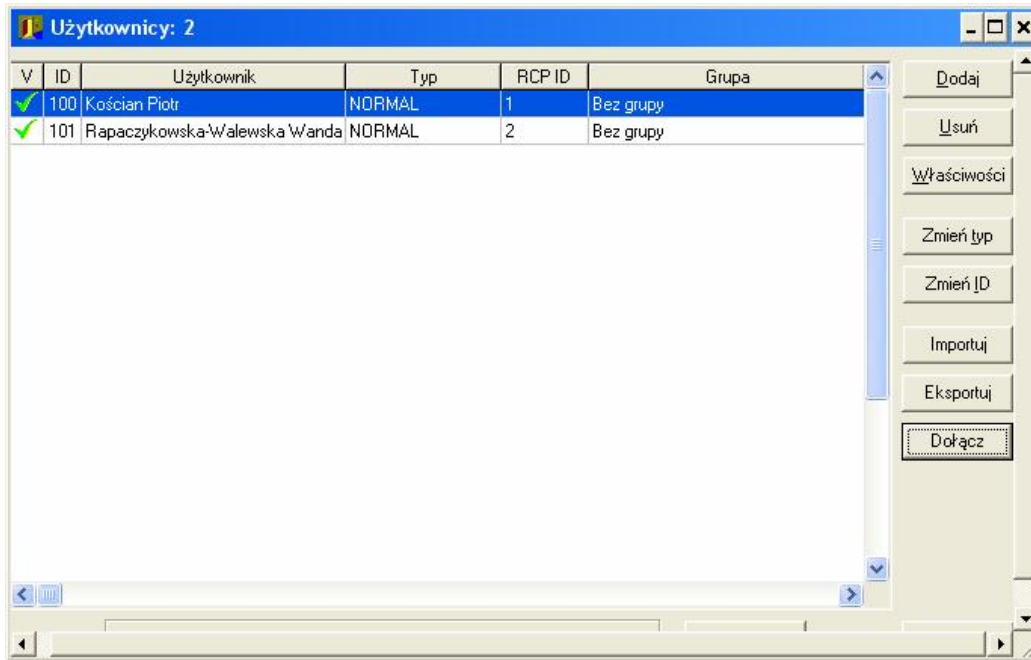 Użytkownicy: 2
V ID Użytkownik Typ RCP ID Grupa
100 Kościan Piotr NORMAL 1 Bez grupy
101 Rapaczykowska-Walewska Wanda NORMAL 2 Bez grupy
Dodaj
Usuń
Właściwości
Zmień typ
Zmień ID
Importuj
Eksportuj
Dołącz